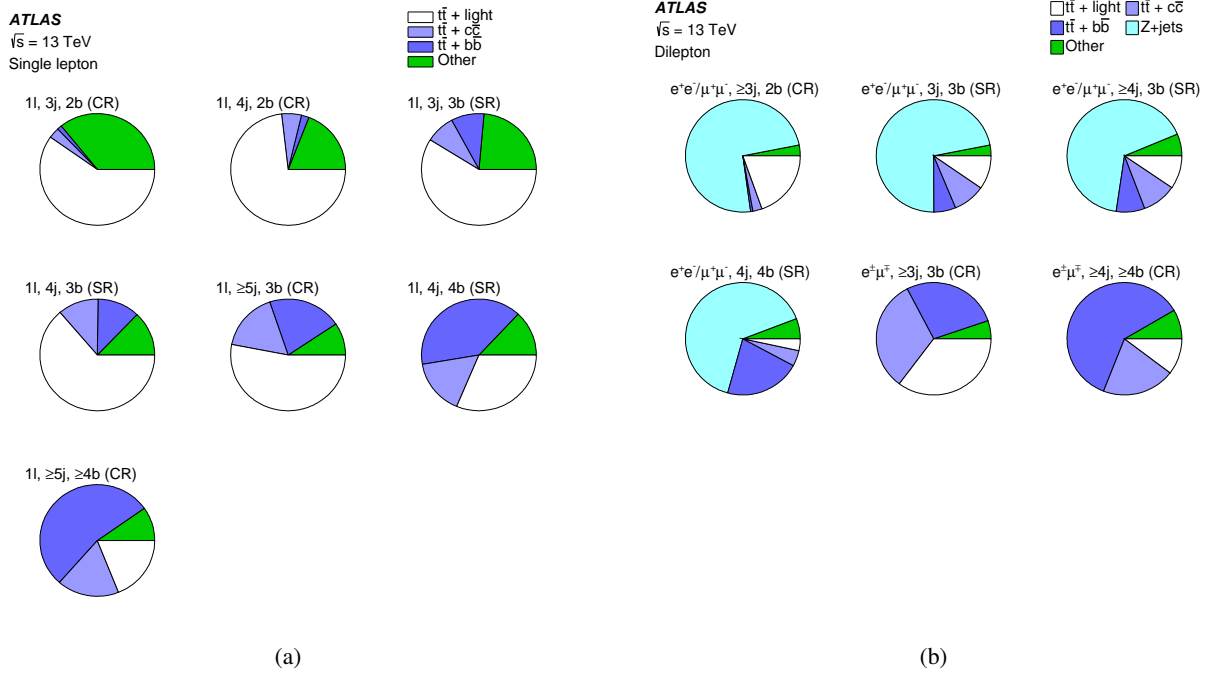 ATLAS
√s = 13 TeV
Single lepton
tt̄ + light
tt̄ + cc̄
tt̄ + bb̄
Other
1l, 3j, 2b (CR)
1l, 4j, 2b (CR)
1l, 3j, 3b (SR)
1l, 4j, 3b (SR)
1l, ≥5j, 3b (CR)
1l, 4j, 4b (SR)
1l, ≥5j, ≥4b (CR)
(a)
ATLAS
√s = 13 TeV
Dilepton
tt̄ + light
tt̄ + cc̄
tt̄ + bb̄
Z+jets
Other
e⁺e⁻/μ⁺μ⁻, ≥3j, 2b (CR)
e⁺e⁻/μ⁺μ⁻, 3j, 3b (SR)
e⁺e⁻/μ⁺μ⁻, ≥4j, 3b (SR)
e⁺e⁻/μ⁺μ⁻, 4j, 4b (SR)
e±μ∓, ≥3j, 3b (CR)
e±μ∓, ≥4j, ≥4b (CR)
(b)